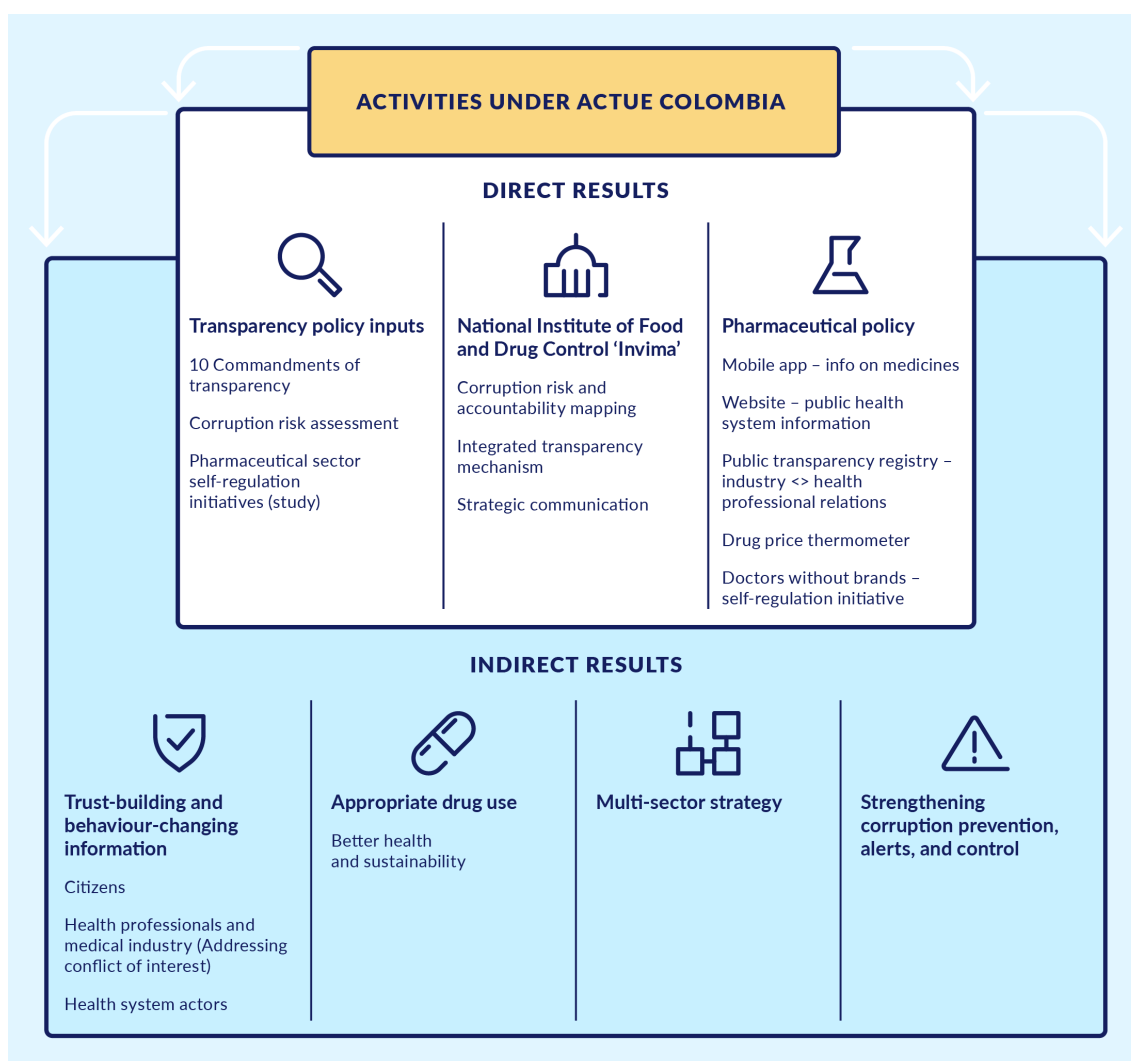 ACTIVITIES UNDER ACTUE COLOMBIA
DIRECT RESULTS
Transparency policy inputs
10 Commandments of
transparency
Corruption risk assessment
Pharmaceutical sector
self-regulation
initiatives (study)
National Institute of Food
and Drug Control ‘Invima’
Corruption risk and
accountability mapping
Integrated transparency
mechanism
Strategic communication
Pharmaceutical policy
Mobile app – info on medicines
Website – public health
system information
Public transparency registry –
industry <> health
professional relations
Drug price thermometer
Doctors without brands –
self-regulation initiative
INDIRECT RESULTS
Trust-building and
behaviour-changing
information
Citizens
Health professionals and
medical industry (Addressing
conflict of interest)
Health system actors
Appropriate drug use
Better health
and sustainability
Multi-sector strategy
Strengthening
corruption prevention,
alerts, and control